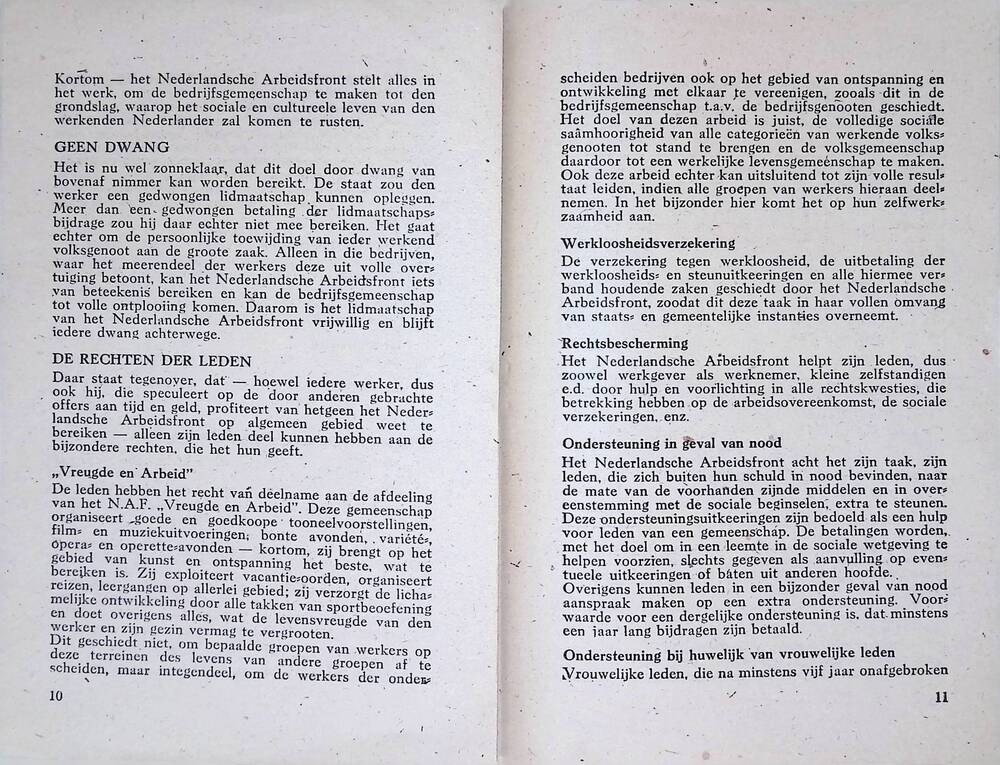 Kortom — het Nederlandsche Arbeidsfront stelt alles in
het werk, om de bedrijfsgemeenschap te maken tot den
grondslag, waarop het sociale en cultureele leven van den
werkenden Nederlander zal komen te rusten.
GEEN DWANG
Het is nu wel zonneklaar, dat dit doel door dwang van
bovenaf nimmer kan worden bereikt. De staat zou den
werker een gedwongen lidmaatschap kunnen opleggen.
Meer dan een gedwongen betaling der lidmaatschaps=
bijdrage zou hij daar echter niet mee bereiken. Het gaat
echter om de persoonlijke toewijding van ieder werkend
volksgenoot aan de groote zaak. Alleen in die bedrijven,
waar het meerendeel der werkers deze uit volle over=
tuiging betoont, kan het Nederlandsche Arbeidsfront iets
van beteekenis bereiken en kan de bedrijfsgemeenschap
tot volle ontplooiing komen. Daarom is het lidmaatschap
van het Nederlandsche Arbeidsfront vrijwillig en blijft
iedere dwang achterwege.
DE RECHTEN DER LEDEN
Daar staat tegenover, dat — hoewel iedere werker, dus
ook hij, die speculeert op de door anderen gebrachte
offers aan tijd en geld, profiteert van hetgeen het Neder=
landsche Arbeidsfront op algemeen gebied weet te
bereiken — alleen zijn leden deel kunnen hebben aan de
bijzondere rechten, die het hun geeft.
„Vreugde en Arbeid”
De leden hebben het recht van deelname aan de afdeeling
van het N.A.F. „Vreugde en Arbeid”. Deze gemeenschap
organiseert goede en goedkoope tooneelvoorstellingen,
film= en muziekuitvoeringen; bonte avonden, variétés,
opera= en operette=avonden — kortom, zij brengt op het
gebied van kunst en ontspanning het beste, wat te
bereiken is. Zij exploiteert vacantie=oorden, organiseert
reizen, leergangen op allerlei gebied; zij verzorgt de licha=
melijke ontwikkeling door alle takken van sportbeoefening
en doet overigens alles, wat de levensvreugde van den
werker en zijn gezin vermag te vergrooten.
Dit geschiedt niet, om bepaalde groepen van werkers op
deze terreinen des levens van andere groepen af te
scheiden, maar integendeel, om de werkers der onder=
10
scheiden bedrijven ook op het gebied van ontspanning en
ontwikkeling met elkaar te vereenigen, zooals dit in de
bedrijfsgemeenschap t.a.v. de bedrijfsgenooten geschiedt.
Het doel van dezen arbeid is juist, de volledige sociale
saamhoorigheid van alle categorieën van werkende volks=
genooten tot stand te brengen en de volksgemeenschap
daardoor tot een werkelijke levensgemeenschap te maken.
Ook deze arbeid echter kan uitsluitend tot zijn volle resul=
taat leiden, indien alle groepen van werkers hieraan deel=
nemen. In het bijzonder hier komt het op hun zelfwerk=
zaamheid aan.
Werkloosheidsverzekering
De verzekering tegen werkloosheid, de uitbetaling der
werkloosheids= en steunuitkeeringen en alle hiermee ver=
band houdende zaken geschiedt door het Nederlandsche
Arbeidsfront, zoodat dit deze taak in haar vollen omvang
van staats= en gemeentelijke instanties overneemt.
Rechtsbescherming
Het Nederlandsche Arbeidsfront helpt zijn leden, dus
zoowel werkgever als werknemer, kleine zelfstandigen
e.d. door hulp en voorlichting in alle rechtskwesties, die
betrekking hebben op de arbeidsovereenkomst, de sociale
verzekeringen, enz.
Ondersteuning in geval van nood
Het Nederlandsche Arbeidsfront acht het zijn taak, zijn
leden, die zich buiten hun schuld in nood bevinden, naar
de mate van de voorhanden zijnde middelen en in over=
eenstemming met de sociale beginselen, extra te steunen.
Deze ondersteuningsuitkeeringen zijn bedoeld als een hulp
voor leden van een gemeenschap. De betalingen worden,
met het doel om in een leemte in de sociale wetgeving te
helpen voorzien, slechts gegeven als aanvulling op even=
tueele uitkeeringen of baten uit anderen hoofde.
Overigens kunnen leden in een bijzonder geval van nood
aanspraak maken op een extra ondersteuning. Voor=
waarde voor een dergelijke ondersteuning is, dat minstens
een jaar lang bijdragen zijn betaald.
Ondersteuning bij huwelijk van vrouwelijke leden
Vrouwelijke leden, die na minstens vijf jaar onafgebroken
11